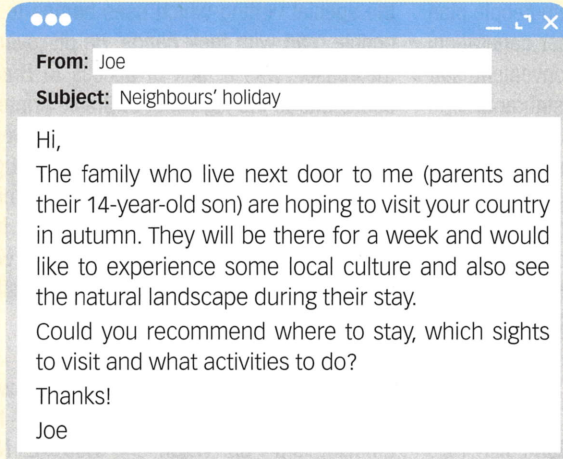 From: Joe
Subject: Neighbours' holiday
Hi,
The family who live next door to me (parents and
their 14-year-old son) are hoping to visit your country
in autumn. They will be there for a week and would
like to experience some local culture and also see
the natural landscape during their stay.
Could you recommend where to stay, which sights
to visit and what activities to do?
Thanks!
Joe